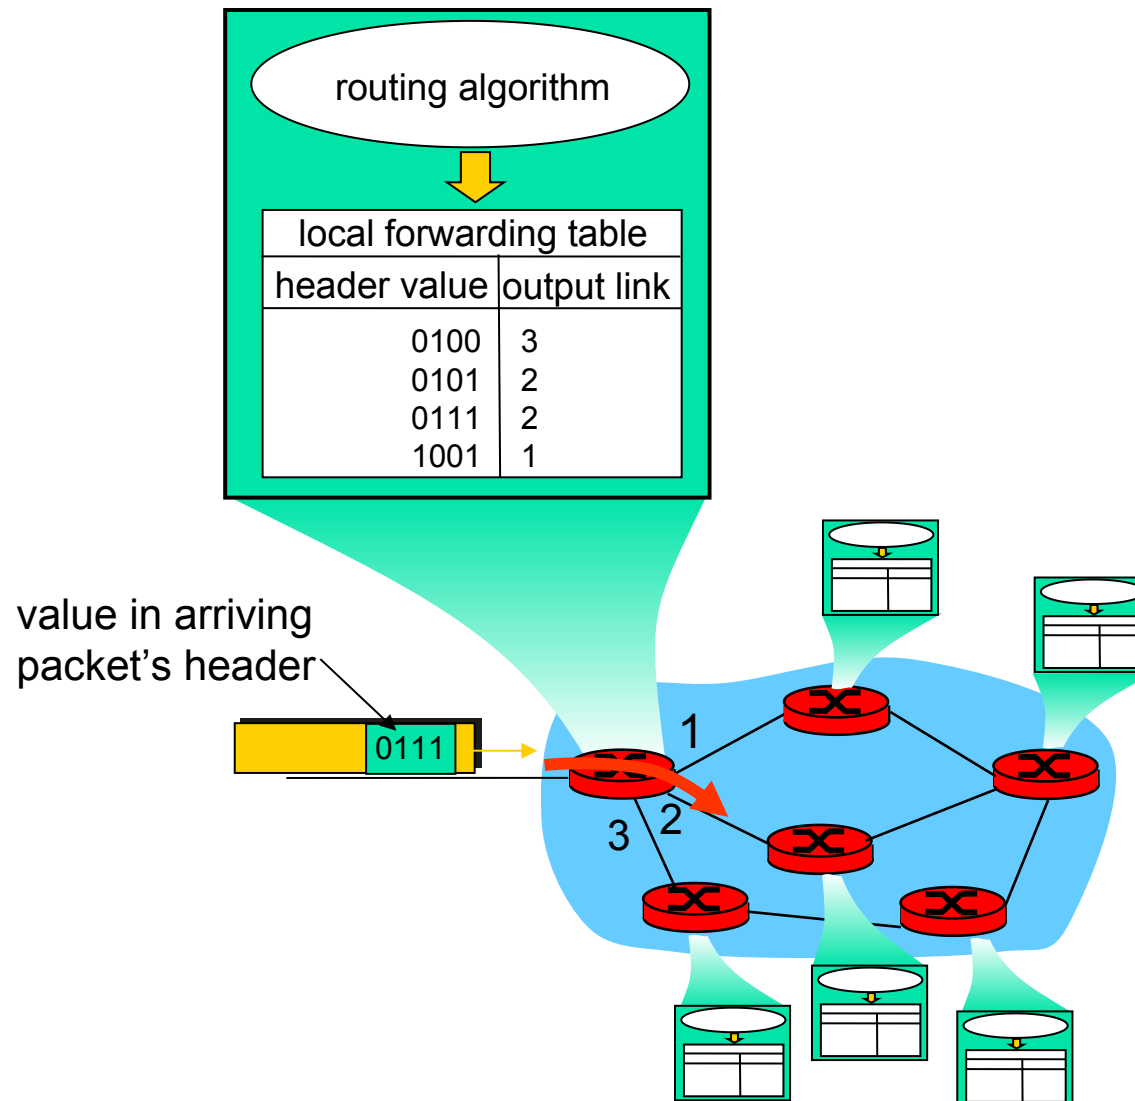 routing algorithm
local forwarding table
header value output link
0100 3
0101 2
0111 2
1001 1
value in arriving
packet's header
0111
1
2
3